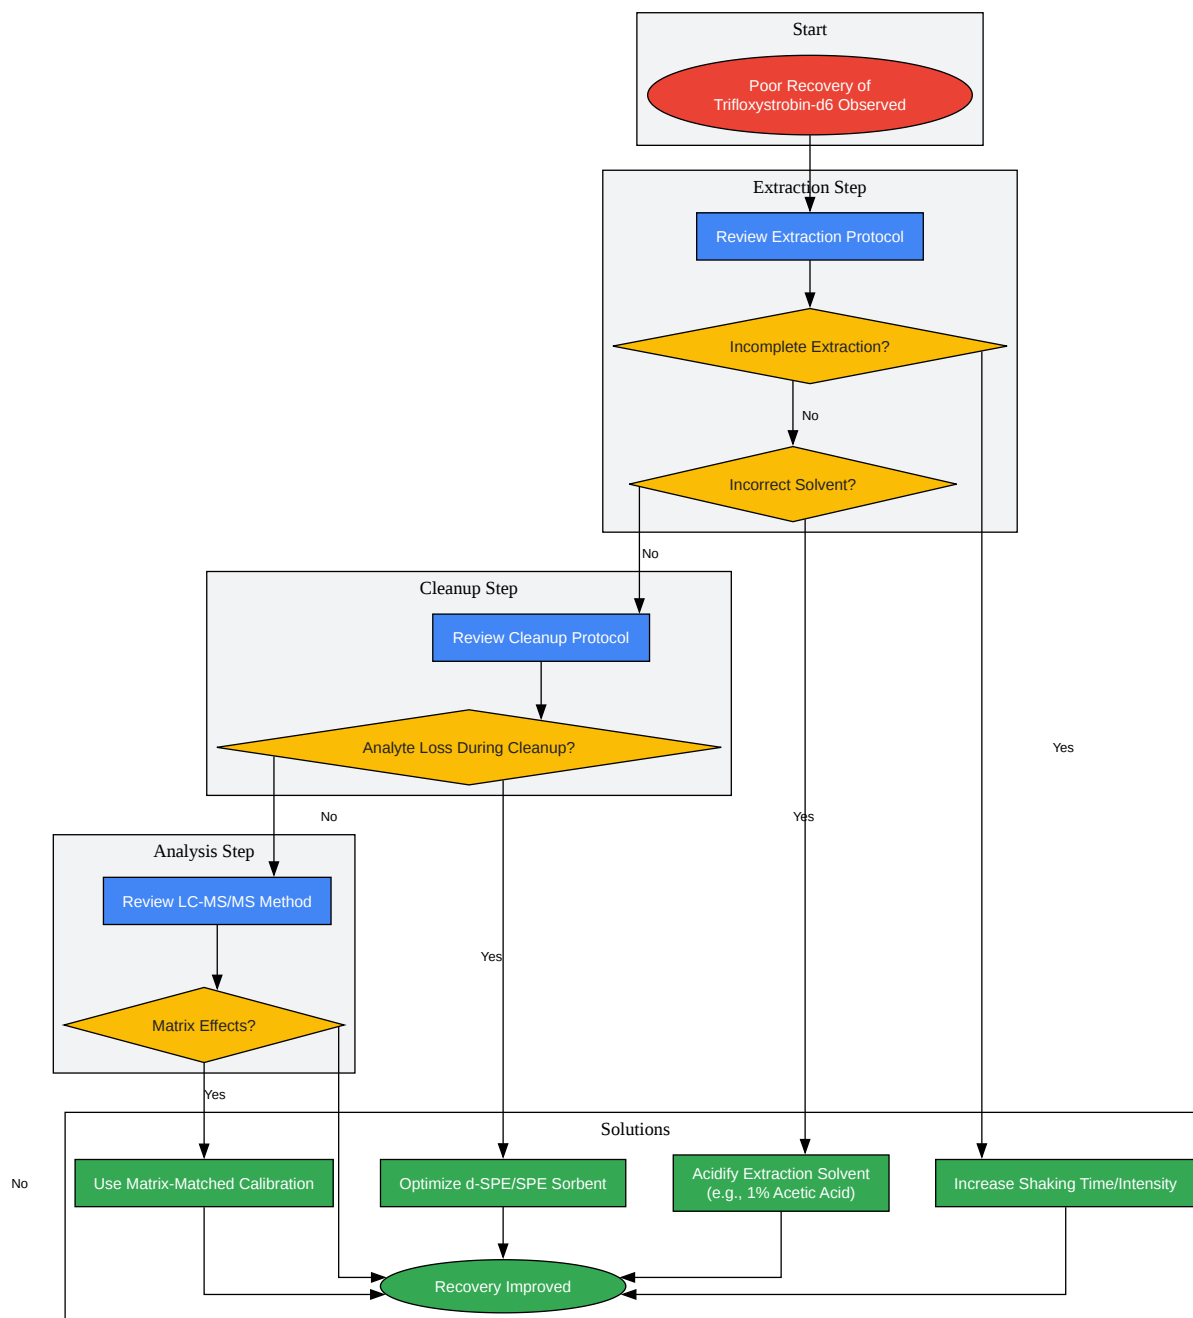 Start
Poor Recovery of
Trifloxystrobin-d6 Observed
Extraction Step
Review Extraction Protocol
Incomplete Extraction?
No
Incorrect Solvent?
No
Cleanup Step
Review Cleanup Protocol
Analyte Loss During Cleanup?
Yes
No
Yes
Analysis Step
Review LC-MS/MS Method
Yes
Matrix Effects?
Yes
Solutions
No
Use Matrix-Matched Calibration
Optimize d-SPE/SPE Sorbent
Acidify Extraction Solvent
(e.g., 1% Acetic Acid)
Increase Shaking Time/Intensity
Recovery Improved